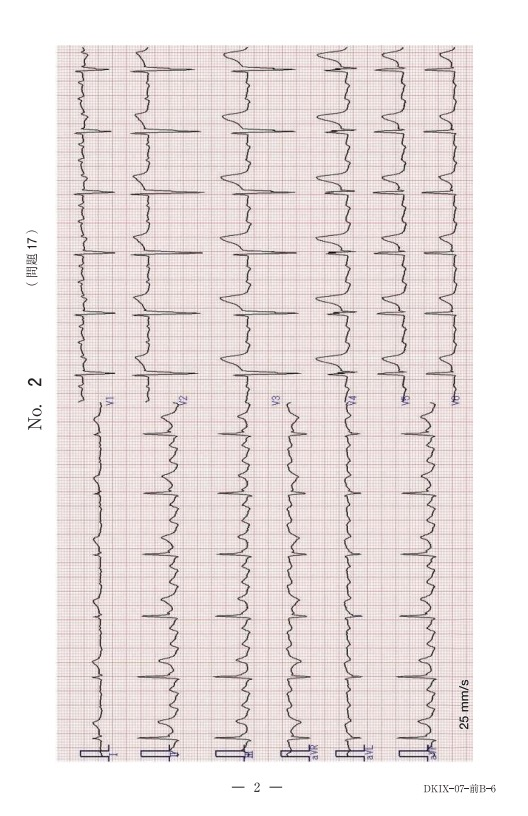 No. 2 （問題 17）
I
II
III
aVR
aVL
aVF
V1
V2
V3
V4
V5
V6
25 mm/s
— 2 —
DKIX-07-前B-6